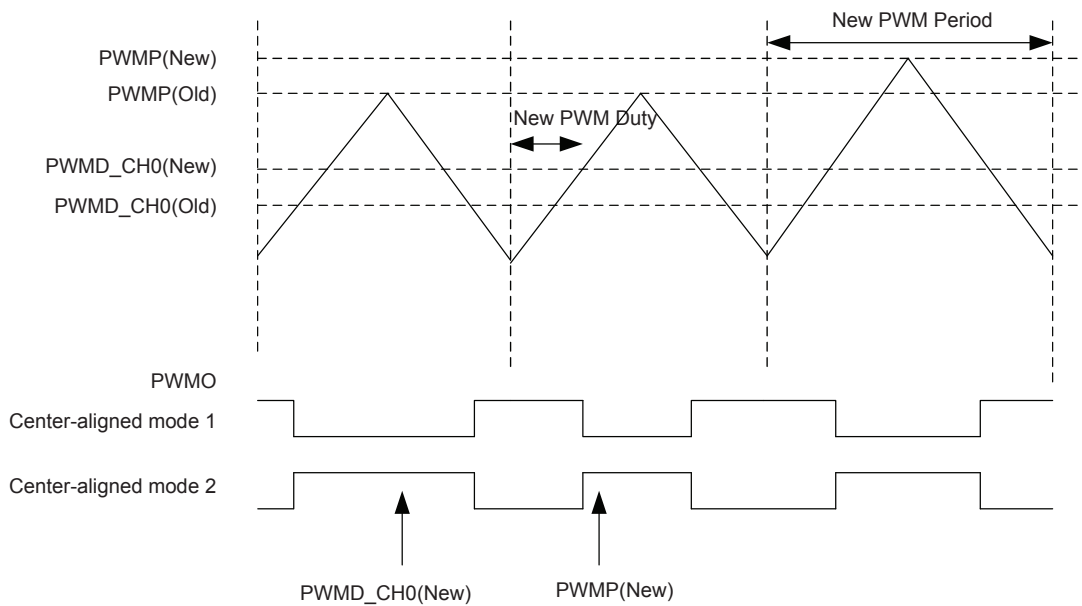 New PWM Period
PWMP(New)
PWMP(Old)
New PWM Duty
PWMD_CH0(New)
PWMD_CH0(Old)
PWMO
Center-aligned mode 1
Center-aligned mode 2
PWMD_CH0(New)
PWMP(New)